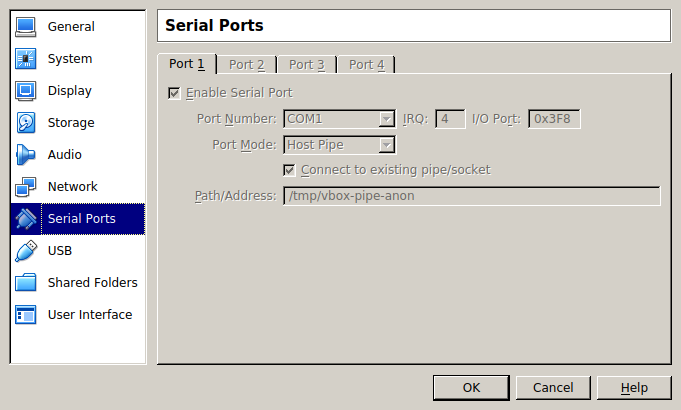 General
System
Display
Storage
Audio
Network
Serial Ports
USB
Shared Folders
User Interface
Serial Ports
Port 1 Port 2 Port 3 Port 4
Enable Serial Port
Port Number: COM1 IRQ: 4 I/O Port: 0x3F8
Port Mode: Host Pipe
Connect to existing pipe/socket
Path/Address: /tmp/vbox-pipe-anon
OK Cancel Help